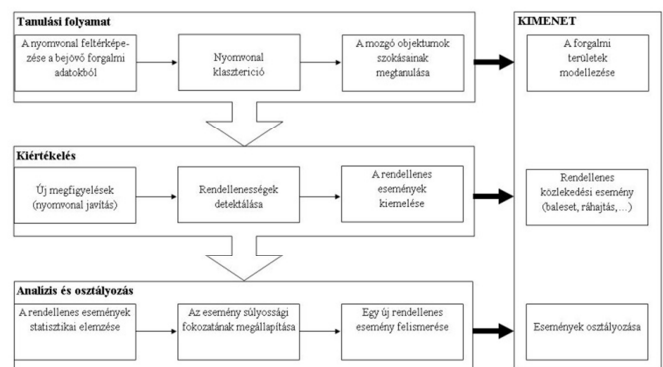 Tanulási folyamat
A nyomvonal feltérképe-
zése a bejövő forgalmi
adatokból
Nyomvonal
klaszterició
A mozgó objektumok
szokásainak
megtanulása
KIMENET
A forgalmi
területek
modellezése
Kiértékelés
Új megfigyelések
(nyomvonal javítás)
Rendellenességek
detektálása
A rendellenes
események
kiemelése
Rendellenes
közlekedési esemény
(baleset, ráhajtás,...)
Analízis és osztályozás
A rendellenes események
statisztikai elemzése
Az esemény súlyossági
fokozatának megállapítása
Egy új rendellenes
esemény felismerése
Események osztályozása